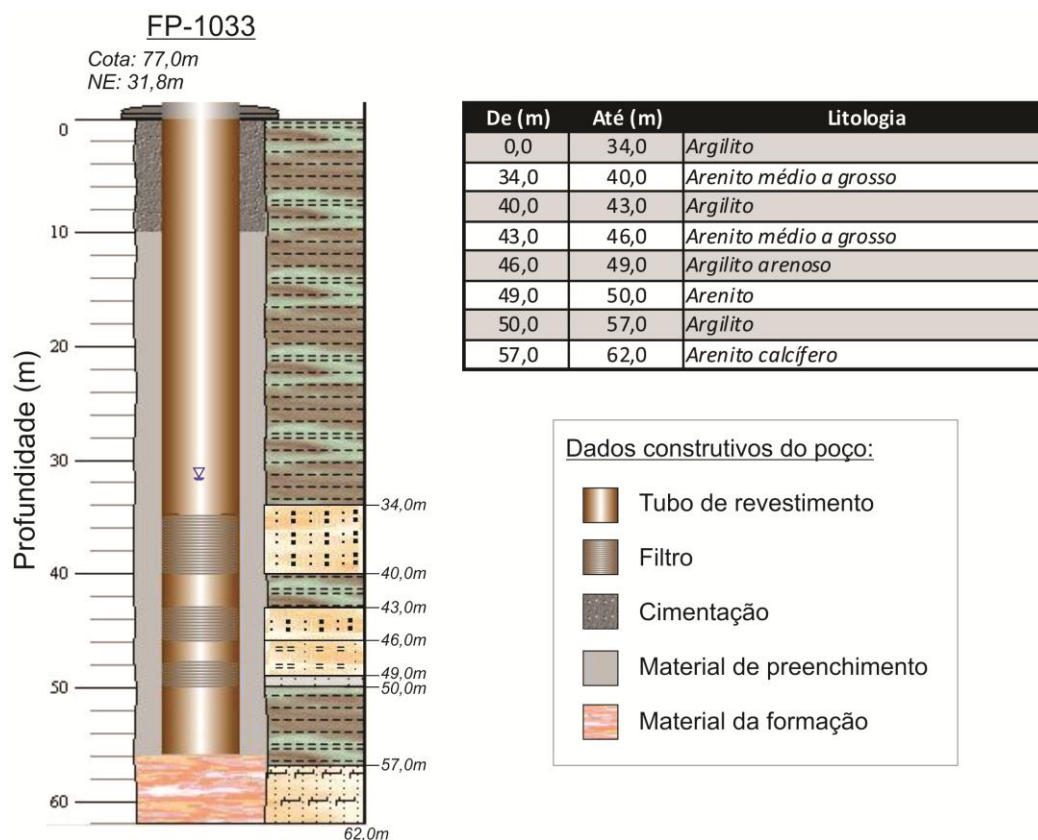 FP-1033
Cota: 77,0m
NE: 31,8m
Profundidade (m)
0
10
20
30
40
50
60
34,0m
40,0m
43,0m
46,0m
49,0m
50,0m
57,0m
62,0m
De (m) Até (m) Litologia
0,0 34,0 Argilito
34,0 40,0 Arenito médio a grosso
40,0 43,0 Argilito
43,0 46,0 Arenito médio a grosso
46,0 49,0 Argilito arenoso
49,0 50,0 Arenito
50,0 57,0 Argilito
57,0 62,0 Arenito calcífero
Dados construtivos do poço:
Tubo de revestimento
Filtro
Cimentação
Material de preenchimento
Material da formação